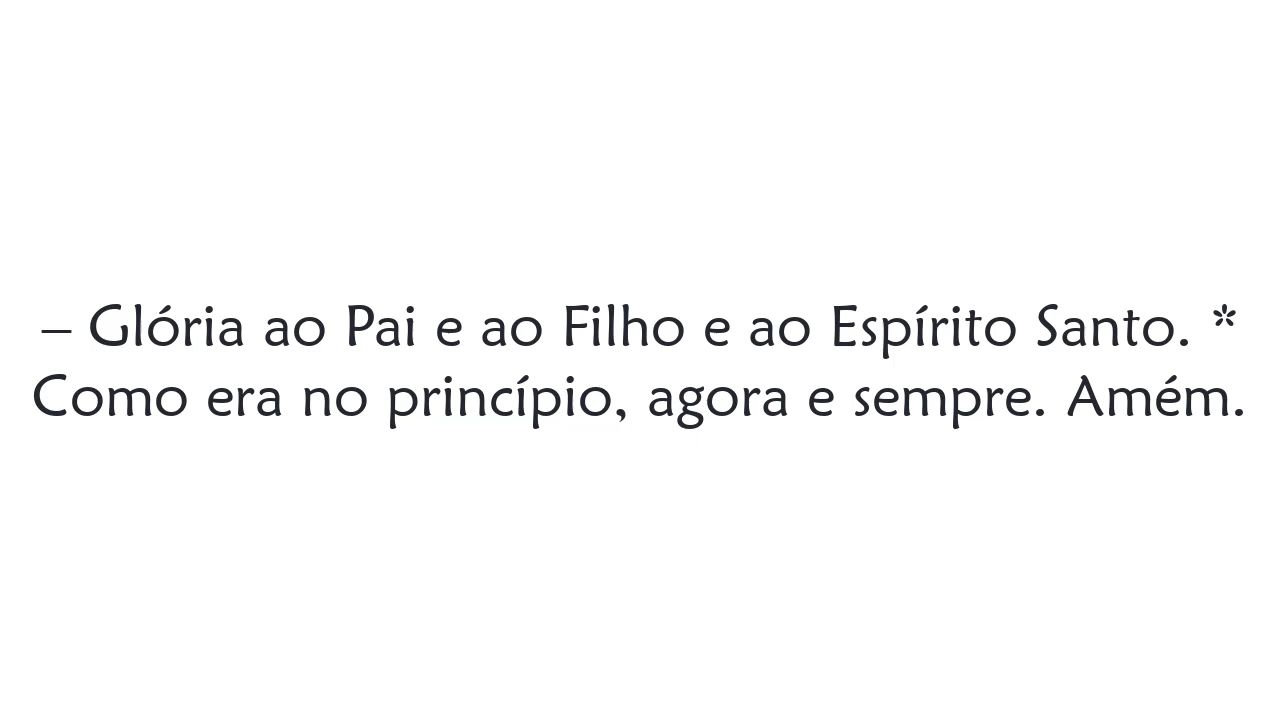 – Glória ao Pai e ao Filho e ao Espírito Santo. *
Como era no princípio, agora e sempre. Amém.